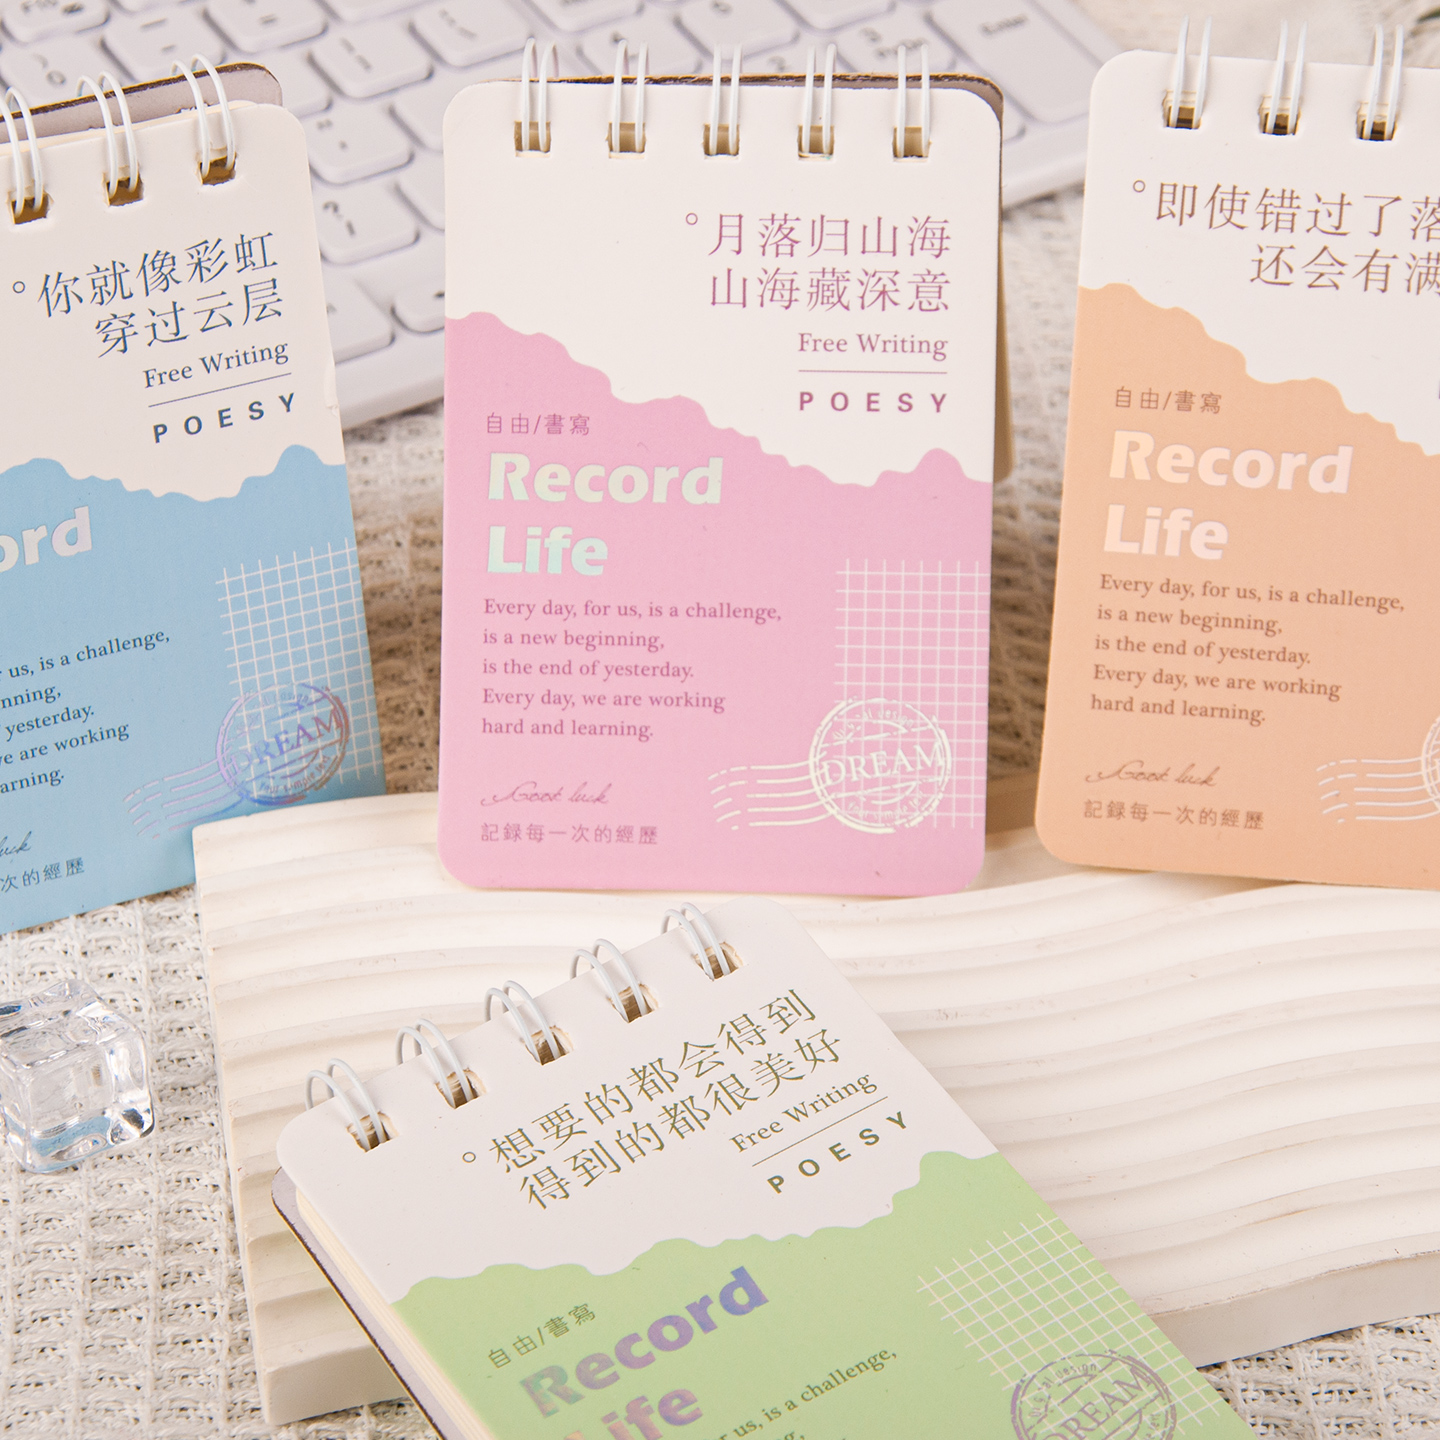 你就像彩虹
穿过云层
Free Writing
POESY
ord
us, is a challenge,
nning,
yesterday.
we are working
arning.
luck
次的經歷
DREAM
月落归山海
山海藏深意
Free Writing
POESY
自由/書寫
Record
Life
Every day, for us, is a challenge,
is a new beginning,
is the end of yesterday.
Every day, we are working
hard and learning.
Good luck
記録每一次的經歷
DREAM
即使错过了落
还会有满
自由/書寫
Record
Life
Every day, for us, is a challenge,
is a new beginning,
is the end of yesterday.
Every day, we are working
hard and learning.
Good luck
記録每一次的經歷
想要的都会得到
得到的都很美好
Free Writing
POESY
自由/書寫
Record
Life
us, is a challenge,
DREAM